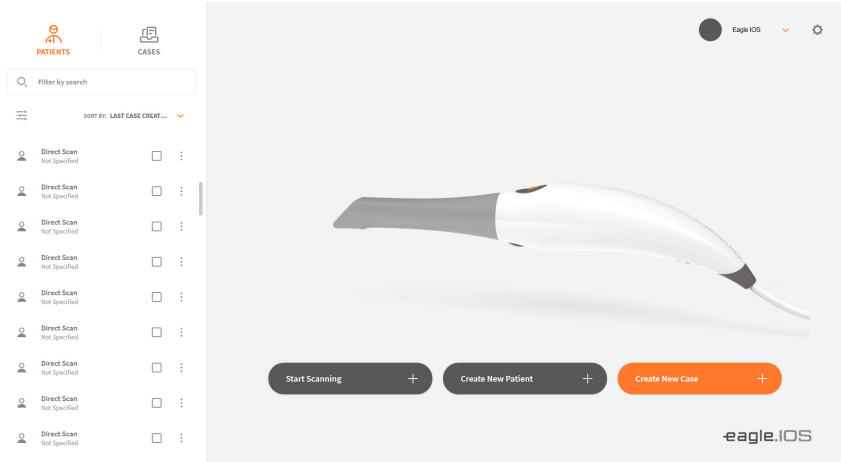 PATIENTS
CASES
Filter by search
SORT BY: LAST CASE CREAT...
Direct Scan
Not Specified
Direct Scan
Not Specified
Direct Scan
Not Specified
Direct Scan
Not Specified
Direct Scan
Not Specified
Direct Scan
Not Specified
Direct Scan
Not Specified
Direct Scan
Not Specified
Direct Scan
Not Specified
Eagle IOS
Start Scanning
Create New Patient
Create New Case
eagle.IOS